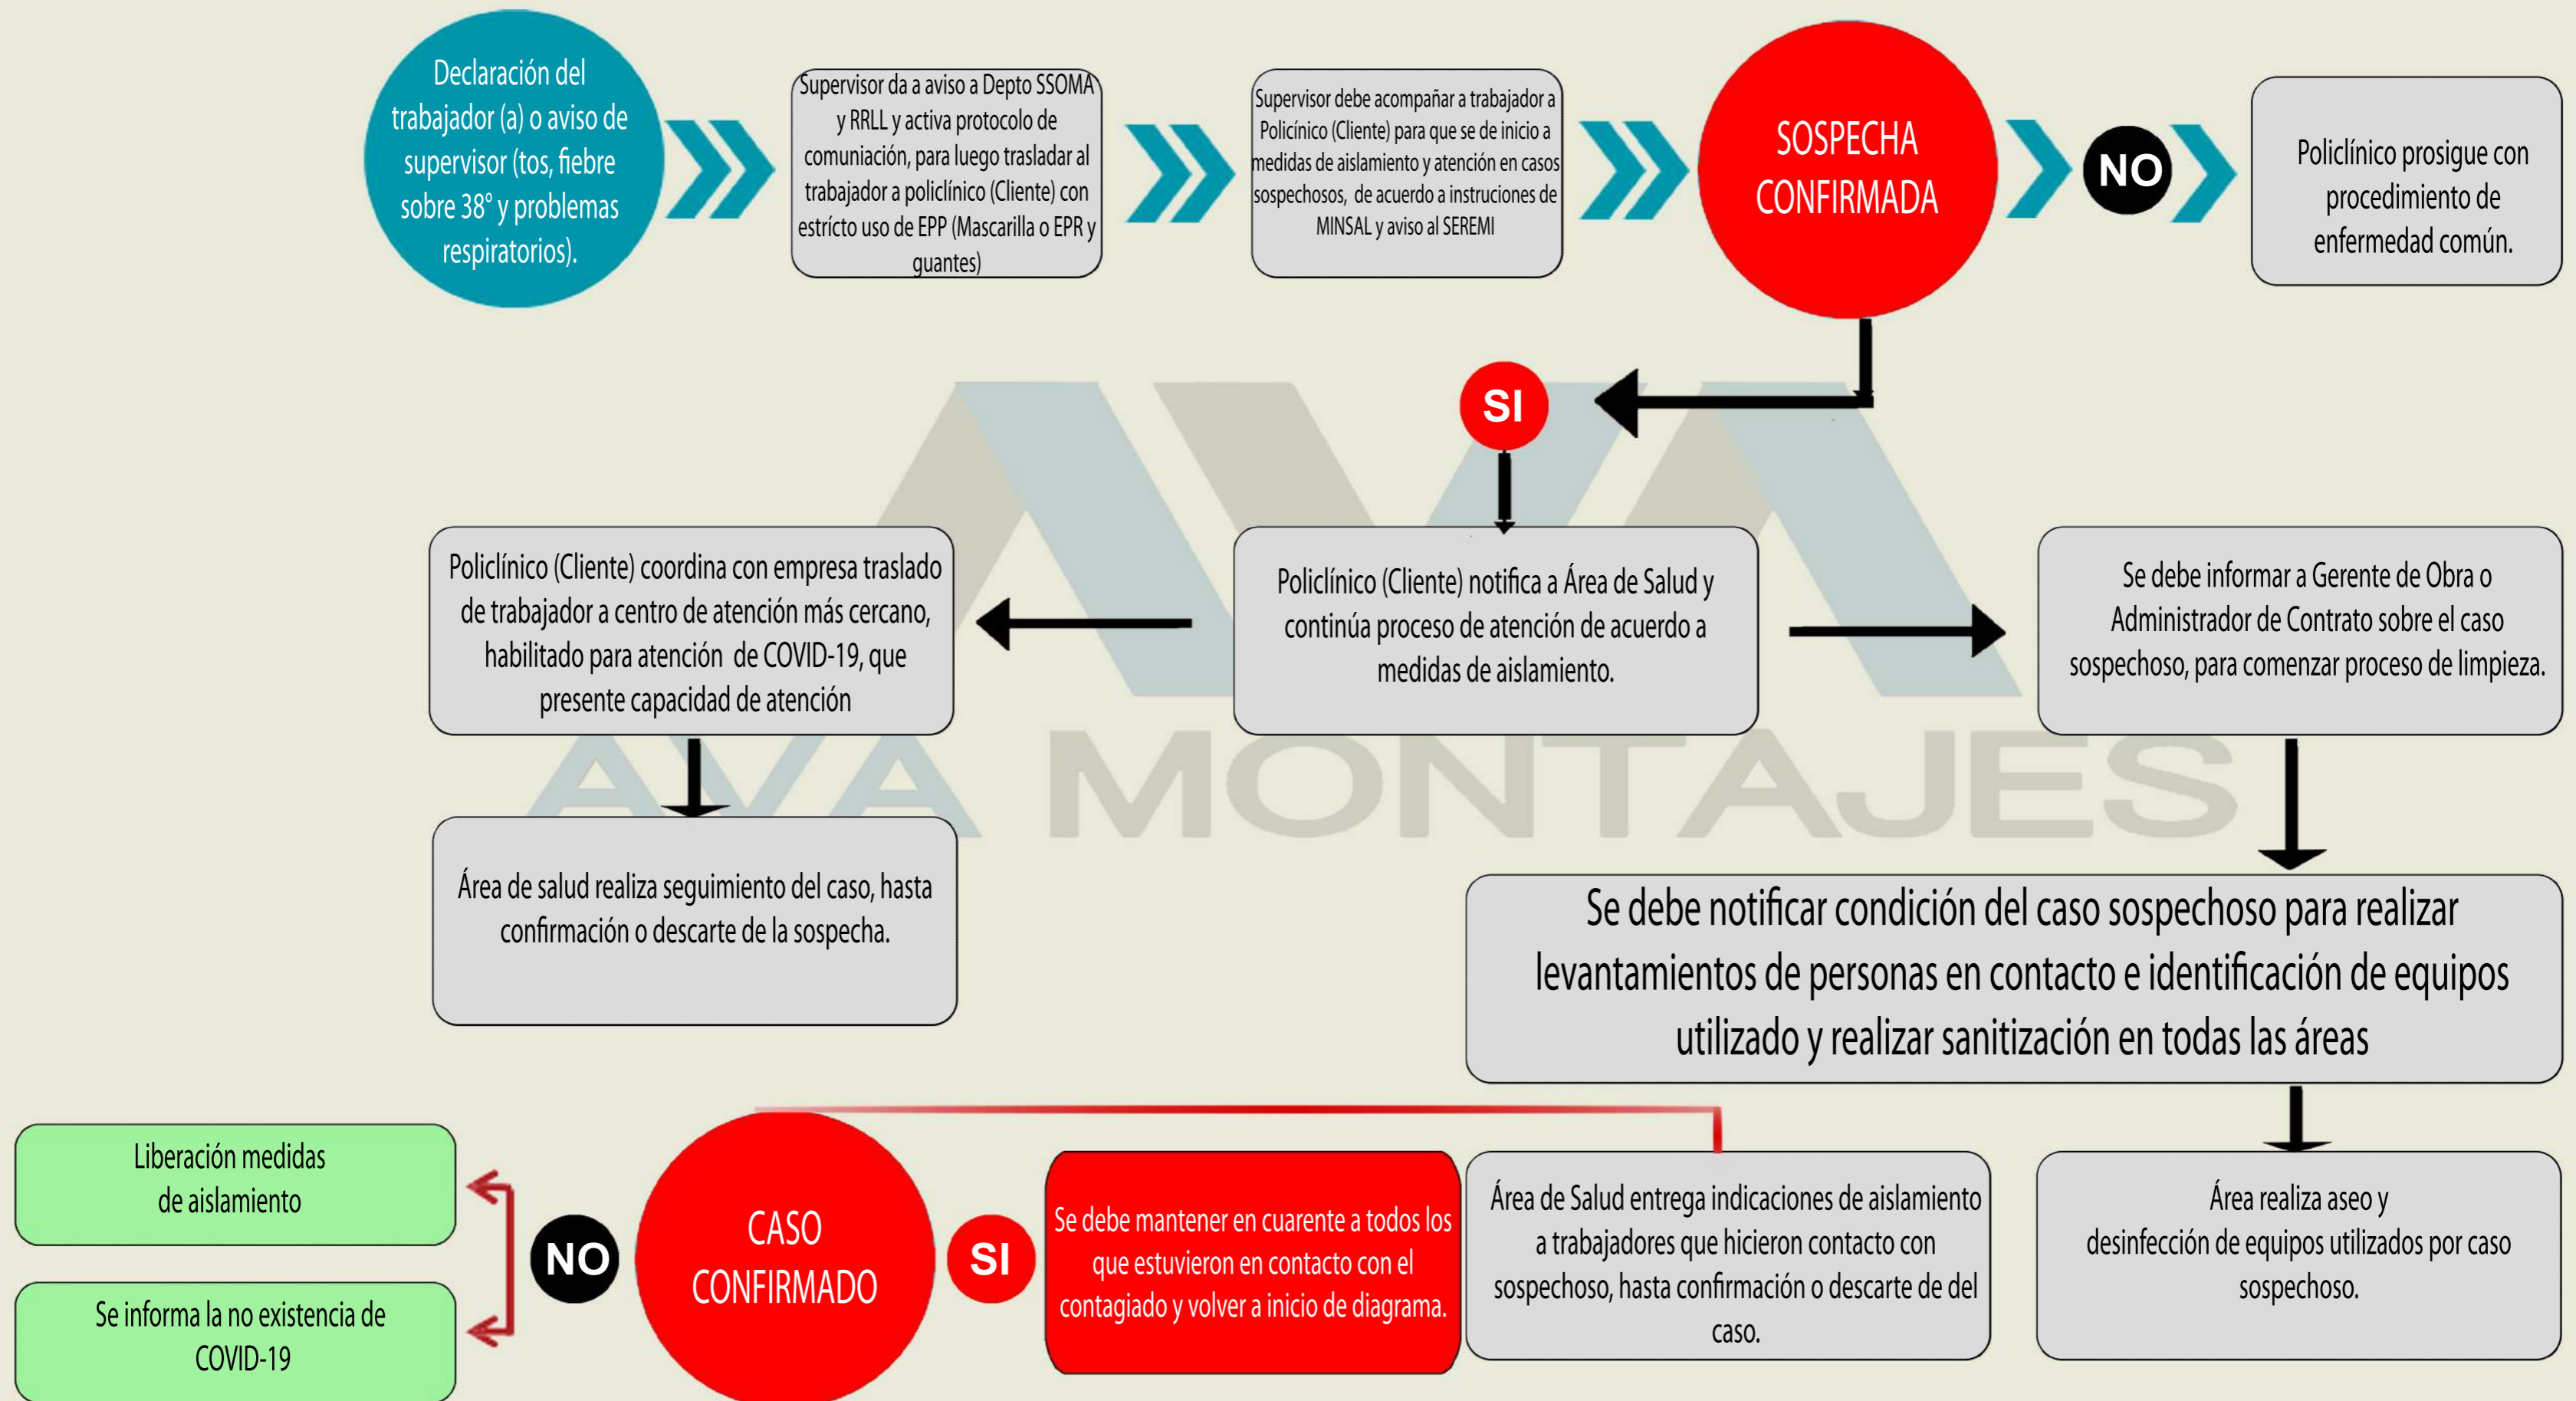 Declaración del
trabajador (a) o aviso de
supervisor (tos, fiebre
sobre 38° y problemas
respiratorios).
Supervisor da a aviso a Depto SSOMA
y RRLL y activa protocolo de
comuniación, para luego trasladar al
trabajador a policlínico (Cliente) con
estrícto uso de EPP (Mascarilla o EPR y
guantes)
Supervisor debe acompañar a trabajador a
Policínico (Cliente) para que se de inicio a
medidas de aislamiento y atención en casos
sospechosos, de acuerdo a instruciones de
MINSAL y aviso al SEREMI
SOSPECHA
CONFIRMADA
NO
Policlínico prosigue con
procedimiento de
enfermedad común.
SI
Policlínico (Cliente) coordina con empresa traslado
de trabajador a centro de atención más cercano,
habilitado para atención de COVID-19, que
presente capacidad de atención
Policlínico (Cliente) notifica a Área de Salud y
continúa proceso de atención de acuerdo a
medidas de aislamiento.
Se debe informar a Gerente de Obra o
Administrador de Contrato sobre el caso
sospechoso, para comenzar proceso de limpieza.
AVA MONTAJES
Área de salud realiza seguimiento del caso, hasta
confirmación o descarte de la sospecha.
Se debe notificar condición del caso sospechoso para realizar
levantamientos de personas en contacto e identificación de equipos
utilizado y realizar sanitización en todas las áreas
Liberación medidas
de aislamiento
Se informa la no existencia de
COVID-19
NO
CASO
CONFIRMADO
SI
Se debe mantener en cuarente a todos los
que estuvieron en contacto con el
contagiado y volver a inicio de diagrama.
Área de Salud entrega indicaciones de aislamiento
a trabajadores que hicieron contacto con
sospechoso, hasta confirmación o descarte de del
caso.
Área realiza aseo y
desinfección de equipos utilizados por caso
sospechoso.